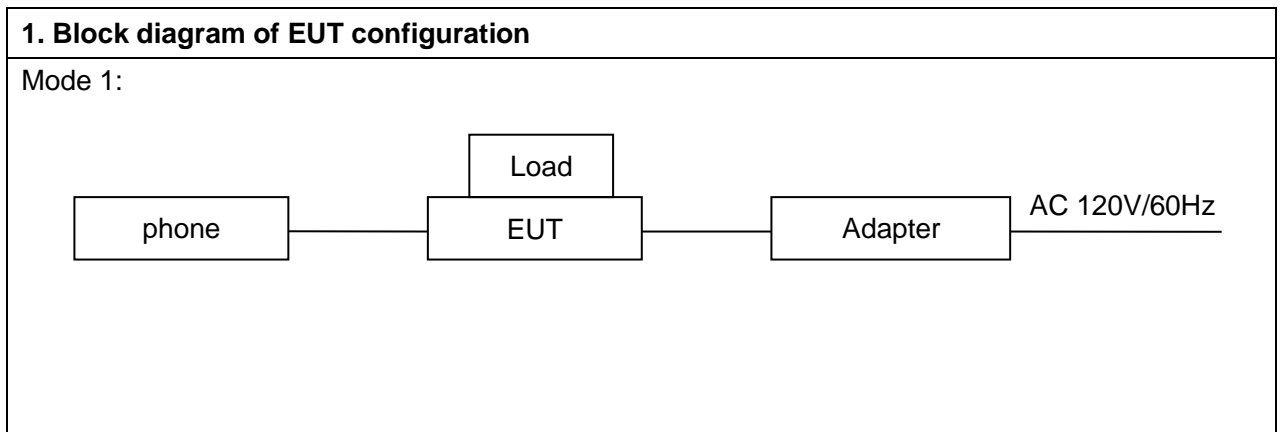 1. Block diagram of EUT configuration
Mode 1:
Load
phone
EUT
Adapter
AC 120V/60Hz